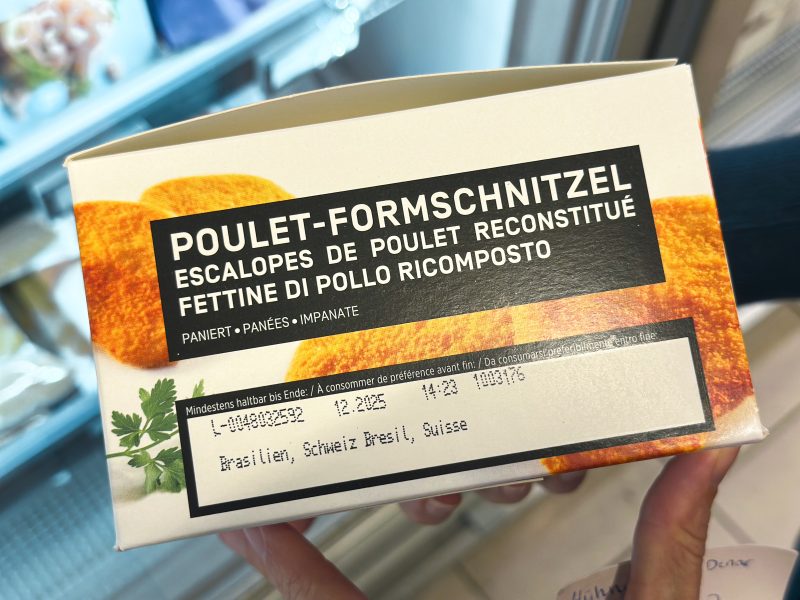 POULET-FORMSCHNITZEL
ESCALOPES DE POULET RECONSTITUÉ
FETTINE DI POLLO RICOMPOSTO
PANIERT • PANÉES • IMPANATE
Mindestens haltbar bis Ende: / À consommer de préférence avant fin: / Da consumarsi preferibilmente entro fine:
L-0048032592 12.2025 14:23 1003176
Brasilien, Schweiz Bresil, Suisse